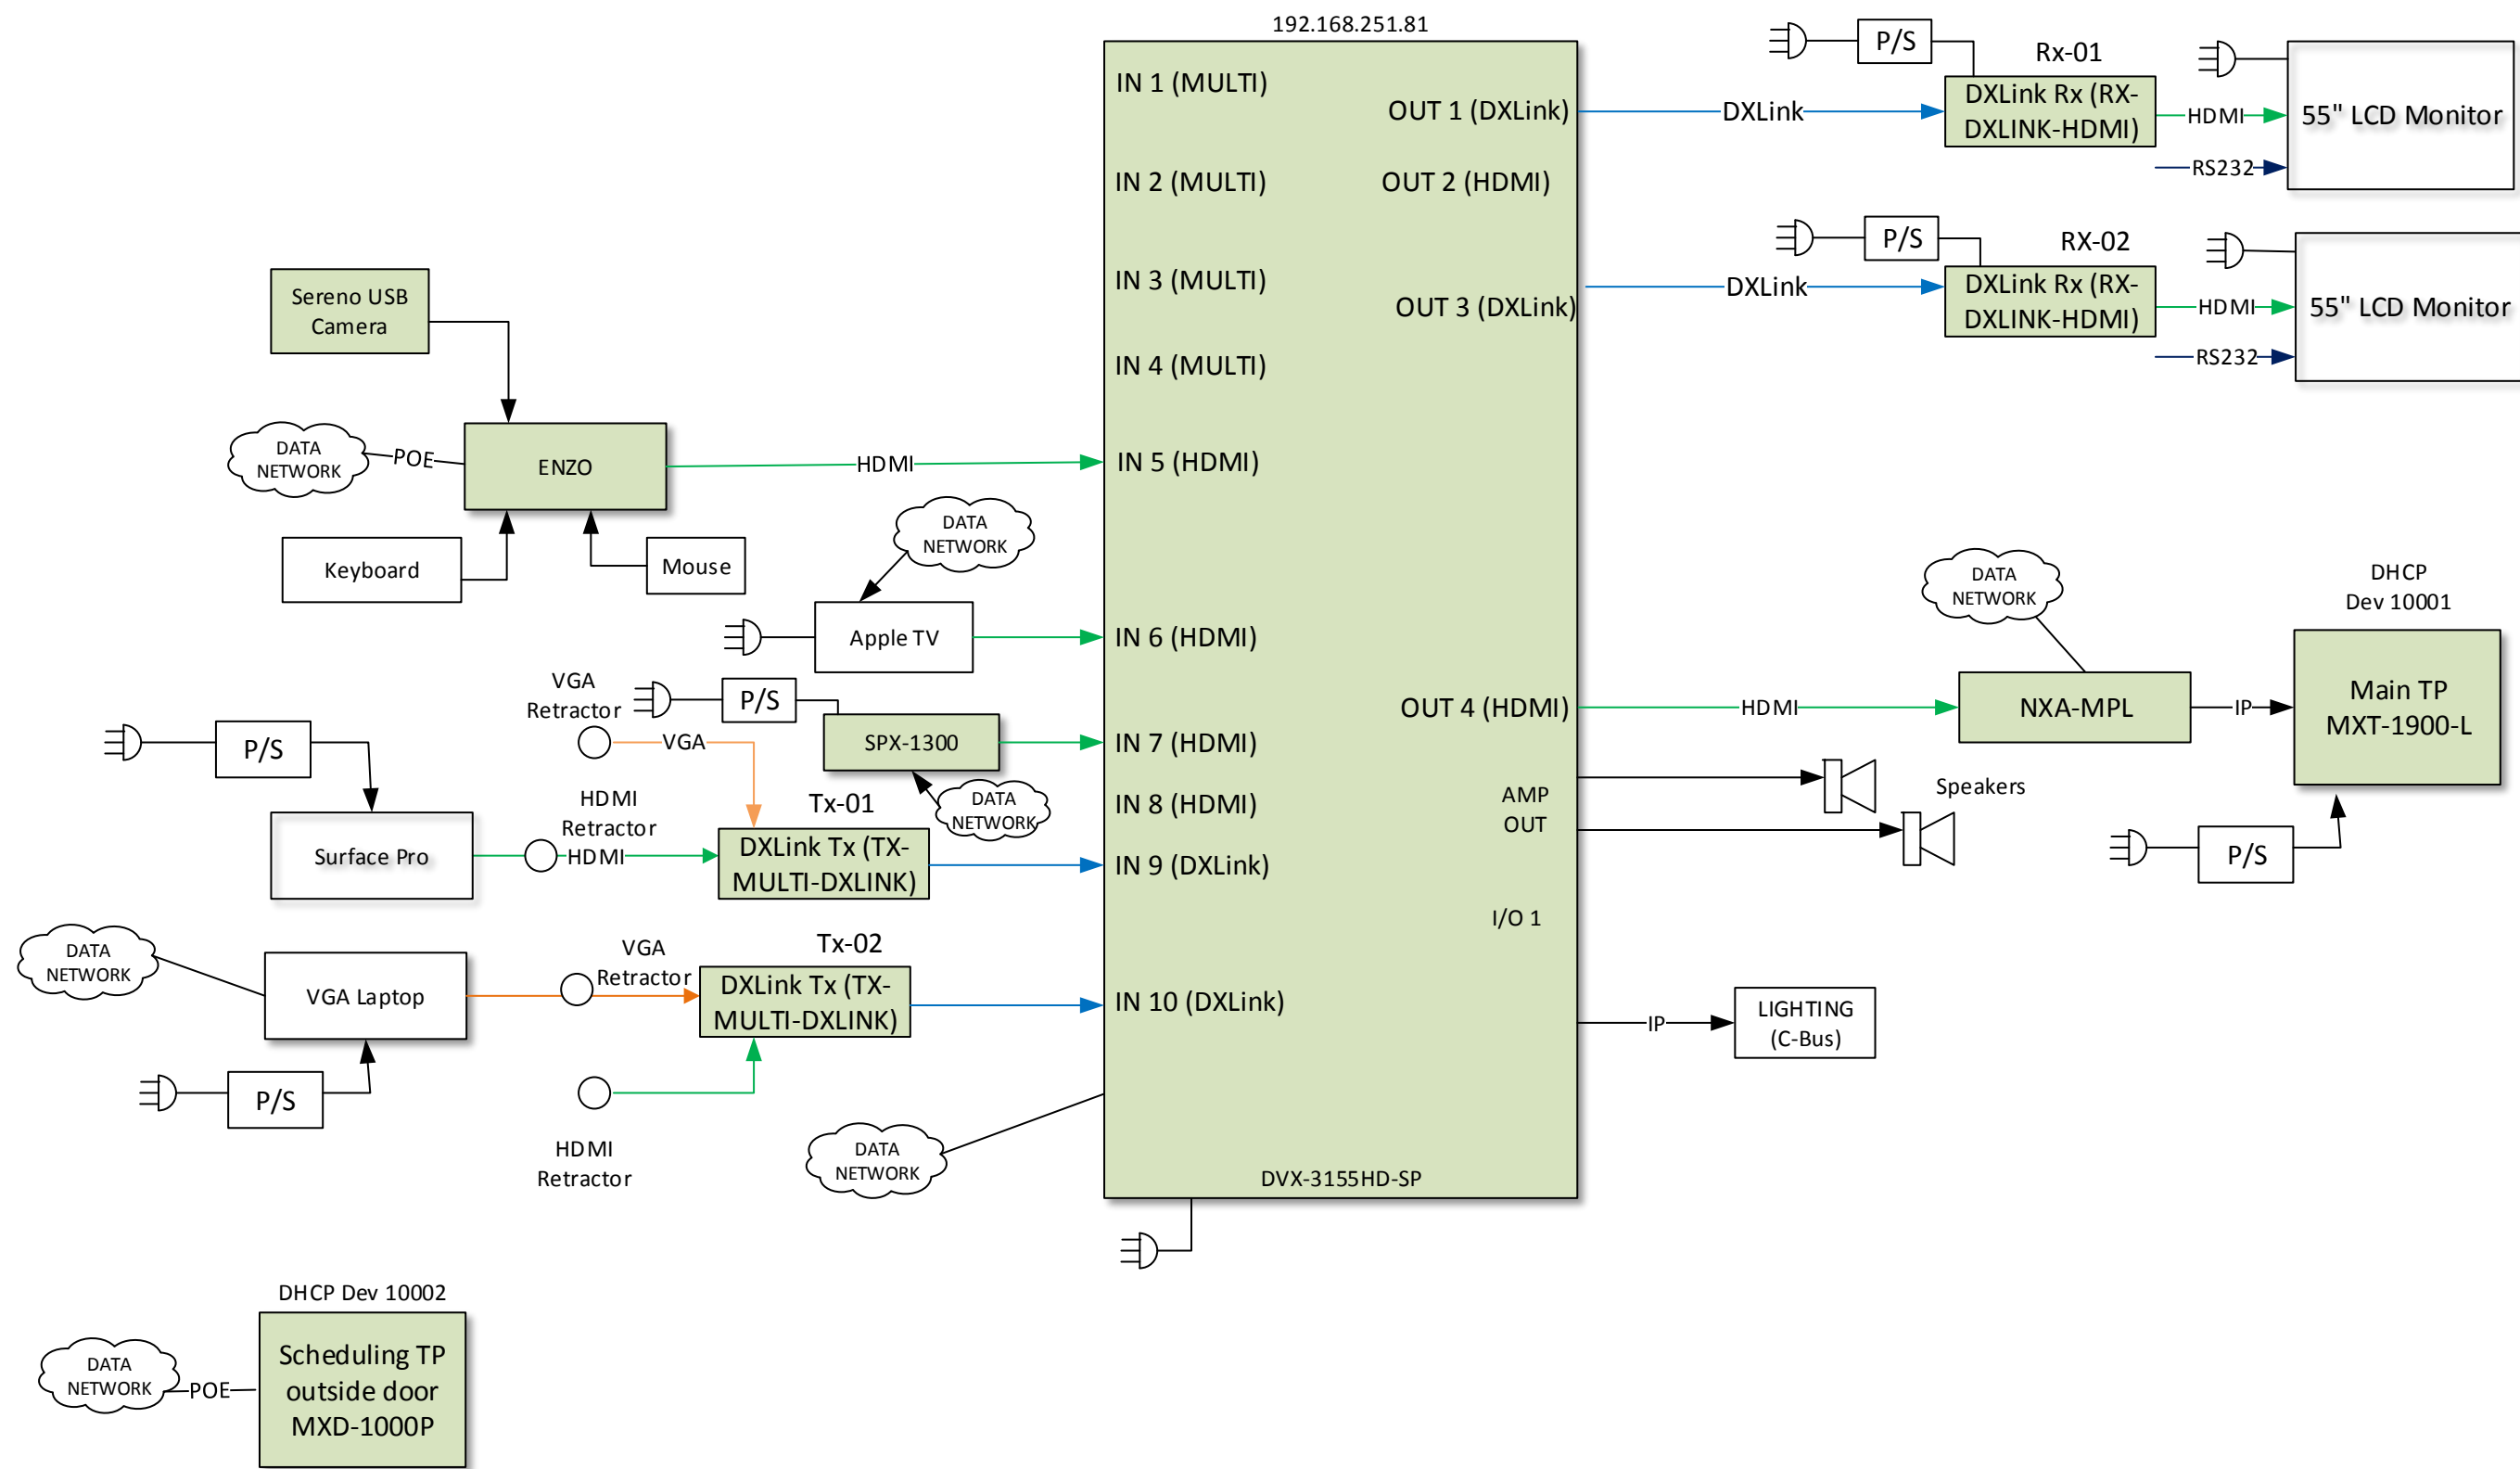 192.168.251.81
IN 1 (MULTI)
IN 2 (MULTI)
IN 3 (MULTI)
IN 4 (MULTI)
IN 5 (HDMI)
IN 6 (HDMI)
IN 7 (HDMI)
IN 8 (HDMI)
IN 9 (DXLink)
IN 10 (DXLink)
OUT 1 (DXLink)
OUT 2 (HDMI)
OUT 3 (DXLink)
OUT 4 (HDMI)
AMP
OUT
I/O 1
DVX-3155HD-SP
P/S
Rx-01
DXLink
DXLink Rx (RX-
DXLINK-HDMI)
HDMI
RS232
55" LCD Monitor
P/S
RX-02
DXLink
DXLink Rx (RX-
DXLINK-HDMI)
HDMI
RS232
55" LCD Monitor
Sereno USB
Camera
DATA
NETWORK
POE
ENZO
HDMI
Keyboard
Mouse
DATA
NETWORK
Apple TV
VGA
Retractor
VGA
P/S
SPX-1300
DATA
NETWORK
P/S
Surface Pro
HDMI
Retractor
HDMI
Tx-01
DXLink Tx (TX-
MULTI-DXLINK)
DATA
NETWORK
VGA Laptop
P/S
VGA
Retractor
Tx-02
DXLink Tx (TX-
MULTI-DXLINK)
HDMI
Retractor
DATA
NETWORK
HDMI
DATA
NETWORK
NXA-MPL
IP
DHCP
Dev 10001
Main TP
MXT-1900-L
P/S
Speakers
IP
LIGHTING
(C-Bus)
DHCP Dev 10002
DATA
NETWORK
POE
Scheduling TP
outside door
MXD-1000P